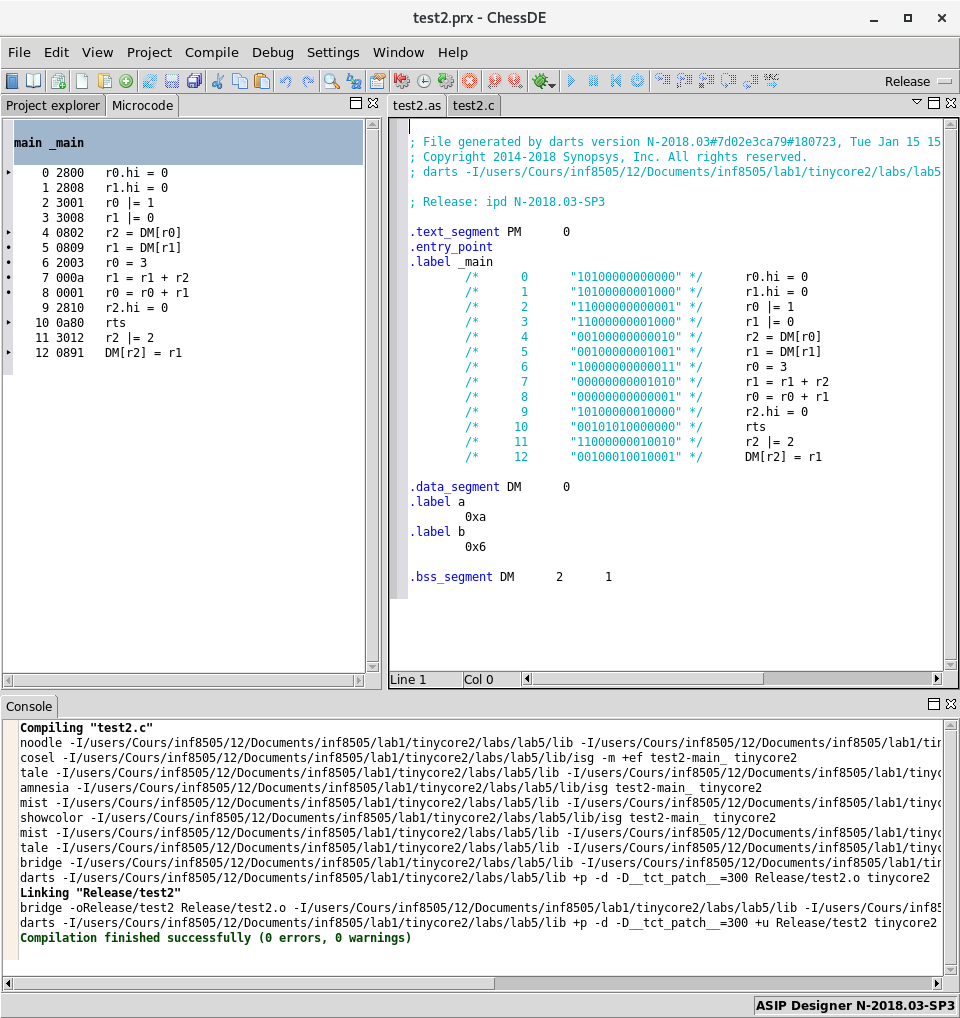 test2.prx - ChessDE
File Edit View Project Compile Debug Settings Window Help
Release
Project explorer Microcode
main _main
0 2800 r0.hi = 0
1 2808 r1.hi = 0
2 3001 r0 |= 1
3 3008 r1 |= 0
4 0802 r2 = DM[r0]
5 0809 r1 = DM[r1]
6 2003 r0 = 3
7 000a r1 = r1 + r2
8 0001 r0 = r0 + r1
9 2810 r2.hi = 0
10 0a80 rts
11 3012 r2 |= 2
12 0891 DM[r2] = r1
test2.as test2.c
; File generated by darts version N-2018.03#7d02e3ca79#180723, Tue Jan 15 15
; Copyright 2014-2018 Synopsys, Inc. All rights reserved.
; darts -I/users/Cours/inf8505/12/Documents/inf8505/lab1/tinycore2/labs/lab5
; Release: ipd N-2018.03-SP3
.text_segment PM 0
.entry_point
.label _main
/* 0 "10100000000000" */ r0.hi = 0
/* 1 "10100000001000" */ r1.hi = 0
/* 2 "11000000000001" */ r0 |= 1
/* 3 "11000000001000" */ r1 |= 0
/* 4 "00100000000010" */ r2 = DM[r0]
/* 5 "00100000001001" */ r1 = DM[r1]
/* 6 "10000000000011" */ r0 = 3
/* 7 "00000000001010" */ r1 = r1 + r2
/* 8 "00000000000001" */ r0 = r0 + r1
/* 9 "10100000010000" */ r2.hi = 0
/* 10 "00101010000000" */ rts
/* 11 "11000000010010" */ r2 |= 2
/* 12 "00100010010001" */ DM[r2] = r1
.data_segment DM 0
.label a
0xa
.label b
0x6
.bss_segment DM 2 1
Line 1 Col 0
Console
Compiling "test2.c"
noodle -I/users/Cours/inf8505/12/Documents/inf8505/lab1/tinycore2/labs/lab5/lib -I/users/Cours/inf8505/12/Documents/inf8505/lab1/tin
cosel -I/users/Cours/inf8505/12/Documents/inf8505/lab1/tinycore2/labs/lab5/lib/isg -m +ef test2-main_ tinycore2
tale -I/users/Cours/inf8505/12/Documents/inf8505/lab1/tinycore2/labs/lab5/lib -I/users/Cours/inf8505/12/Documents/inf8505/lab1/tinyc
amnesia -I/users/Cours/inf8505/12/Documents/inf8505/lab1/tinycore2/labs/lab5/lib/isg test2-main_ tinycore2
mist -I/users/Cours/inf8505/12/Documents/inf8505/lab1/tinycore2/labs/lab5/lib -I/users/Cours/inf8505/12/Documents/inf8505/lab1/tinyc
showcolor -I/users/Cours/inf8505/12/Documents/inf8505/lab1/tinycore2/labs/lab5/lib/isg test2-main_ tinycore2
mist -I/users/Cours/inf8505/12/Documents/inf8505/lab1/tinycore2/labs/lab5/lib -I/users/Cours/inf8505/12/Documents/inf8505/lab1/tinyc
tale -I/users/Cours/inf8505/12/Documents/inf8505/lab1/tinycore2/labs/lab5/lib -I/users/Cours/inf8505/12/Documents/inf8505/lab1/tinyc
bridge -I/users/Cours/inf8505/12/Documents/inf8505/lab1/tinycore2/labs/lab5/lib -I/users/Cours/inf8505/12/Documents/inf8505/lab1/tin
darts -I/users/Cours/inf8505/12/Documents/inf8505/lab1/tinycore2/labs/lab5/lib +p -d -D__tct_patch__=300 Release/test2.o tinycore2
Linking "Release/test2"
bridge -oRelease/test2 Release/test2.o -I/users/Cours/inf8505/12/Documents/inf8505/lab1/tinycore2/labs/lab5/lib -I/users/Cours/inf85
darts -I/users/Cours/inf8505/12/Documents/inf8505/lab1/tinycore2/labs/lab5/lib +p -d -D__tct_patch__=300 +u Release/test2 tinycore2
Compilation finished successfully (0 errors, 0 warnings)
ASIP Designer N-2018.03-SP3